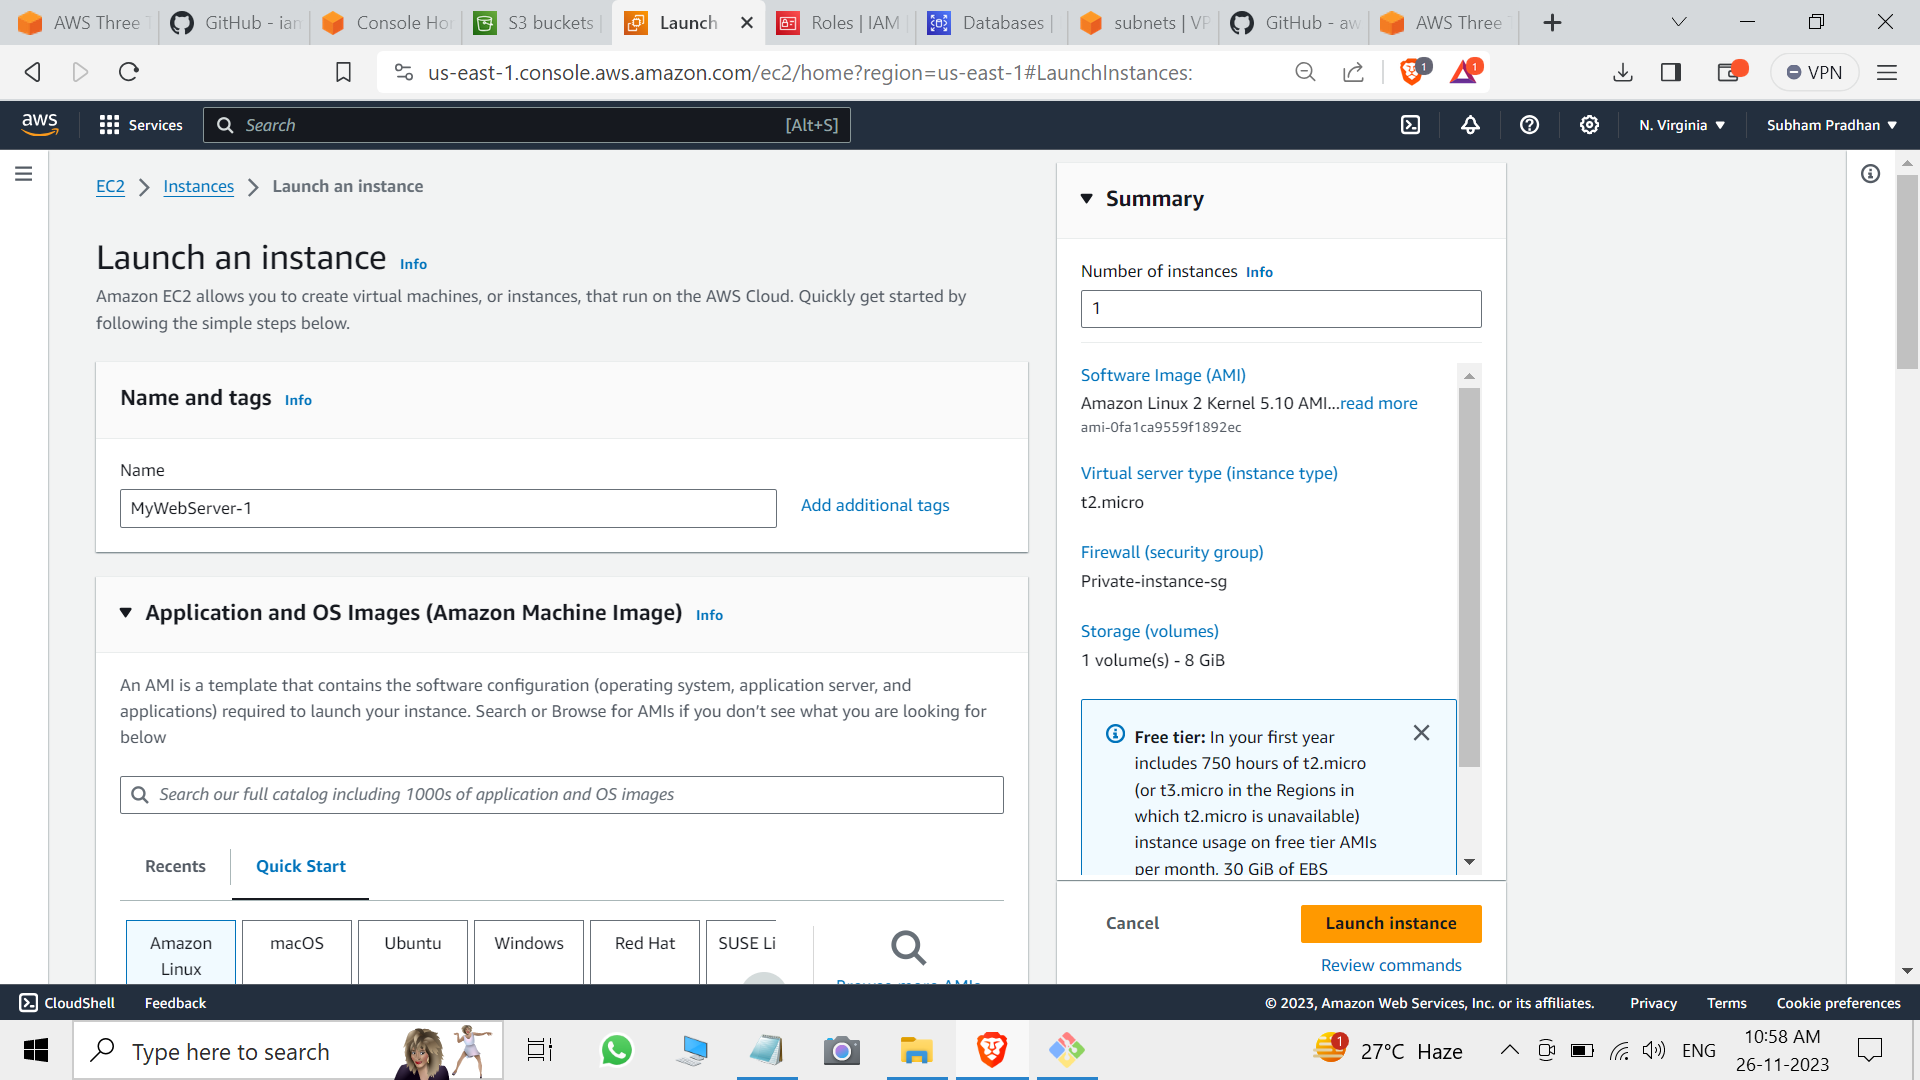 AWS Three T
GitHub - iam
Console Hor
S3 buckets
Launch
Roles | IAM
Databases |
subnets | VP
GitHub - aw
AWS Three T
us-east-1.console.aws.amazon.com/ec2/home?region=us-east-1#LaunchInstances:
1
1
VPN
aws
Services
Search
[Alt+S]
N. Virginia
Subham Pradhan
EC2
Instances
Launch an instance
Launch an instance Info
Amazon EC2 allows you to create virtual machines, or instances, that run on the AWS Cloud. Quickly get started by
following the simple steps below.
Name and tags Info
Name
MyWebServer-1
Add additional tags
Application and OS Images (Amazon Machine Image) Info
An AMI is a template that contains the software configuration (operating system, application server, and
applications) required to launch your instance. Search or Browse for AMIs if you don't see what you are looking for
below
Search our full catalog including 1000s of application and OS images
Recents
Quick Start
Amazon
Linux
macOS
Ubuntu
Windows
Red Hat
SUSE Li
Browse more AMIs
Summary
Number of instances Info
1
Software Image (AMI)
Amazon Linux 2 Kernel 5.10 AMI...read more
ami-0fa1ca9559f1892ec
Virtual server type (instance type)
t2.micro
Firewall (security group)
Private-instance-sg
Storage (volumes)
1 volume(s) - 8 GiB
Free tier: In your first year
includes 750 hours of t2.micro
(or t3.micro in the Regions in
which t2.micro is unavailable)
instance usage on free tier AMIs
per month, 30 GiB of EBS
Cancel
Launch instance
Review commands
CloudShell
Feedback
© 2023, Amazon Web Services, Inc. or its affiliates.
Privacy
Terms
Cookie preferences
Type here to search
1
27°C Haze
ENG
10:58 AM
26-11-2023